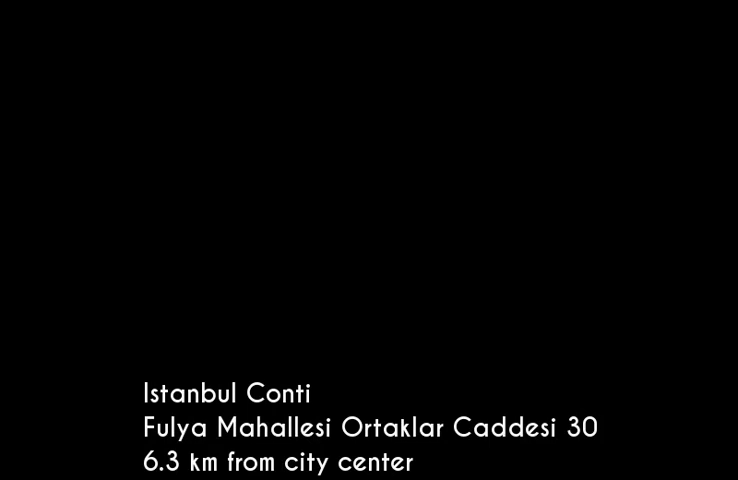 Istanbul Conti
Fulya Mahallesi Ortaklar Caddesi 30
6.3 km from city center